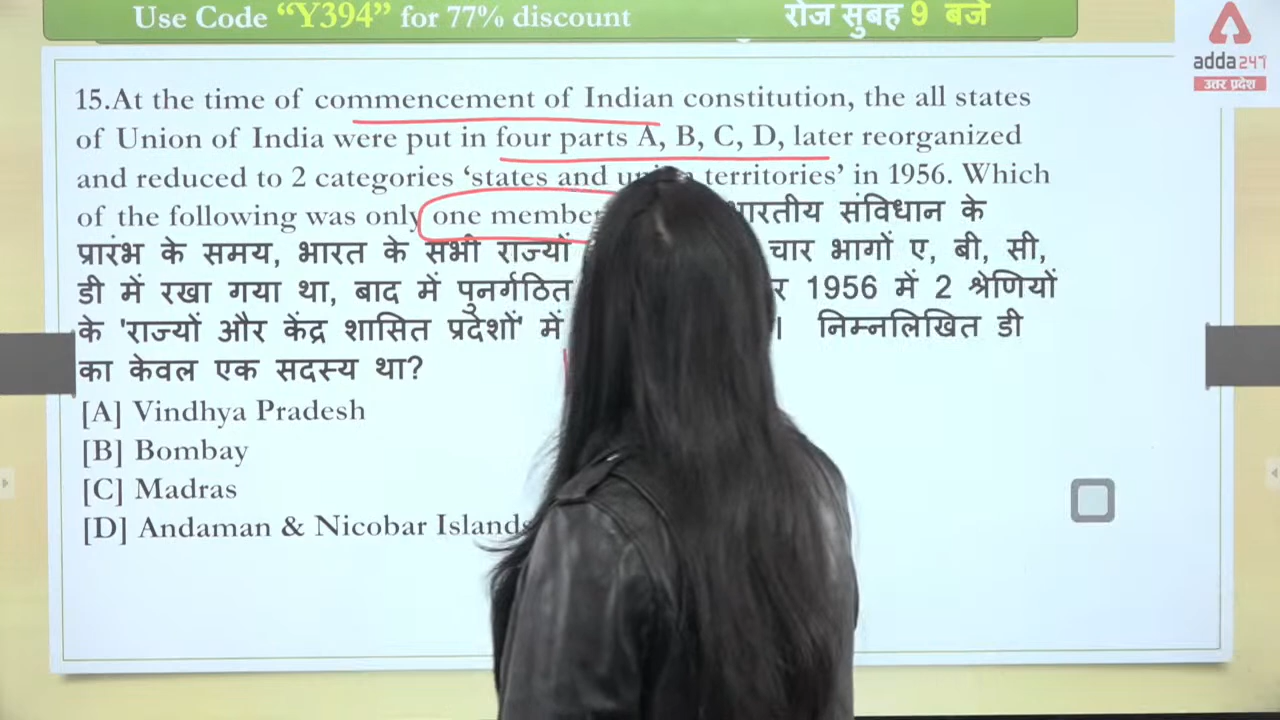 Use Code “Y394” for 77% discount
रोज सुबह 9 बजे
adda247
उत्तर प्रदेश
15.At the time of commencement of Indian constitution, the all states
of Union of India were put in four parts A, B, C, D, later reorganized
and reduced to 2 categories ‘states and territories’ in 1956. Which
of the following was only one member भारतीय संविधान के
प्रारंभ के समय, भारत के सभी राज्यों चार भागों ए, बी, सी,
डी में रखा गया था, बाद में पुनर्गठित 1956 में 2 श्रेणियों
के 'राज्यों और केंद्र शासित प्रदेशों' में । निम्नलिखित डी
का केवल एक सदस्य था?
[A] Vindhya Pradesh
[B] Bombay
[C] Madras
[D] Andaman & Nicobar Islands